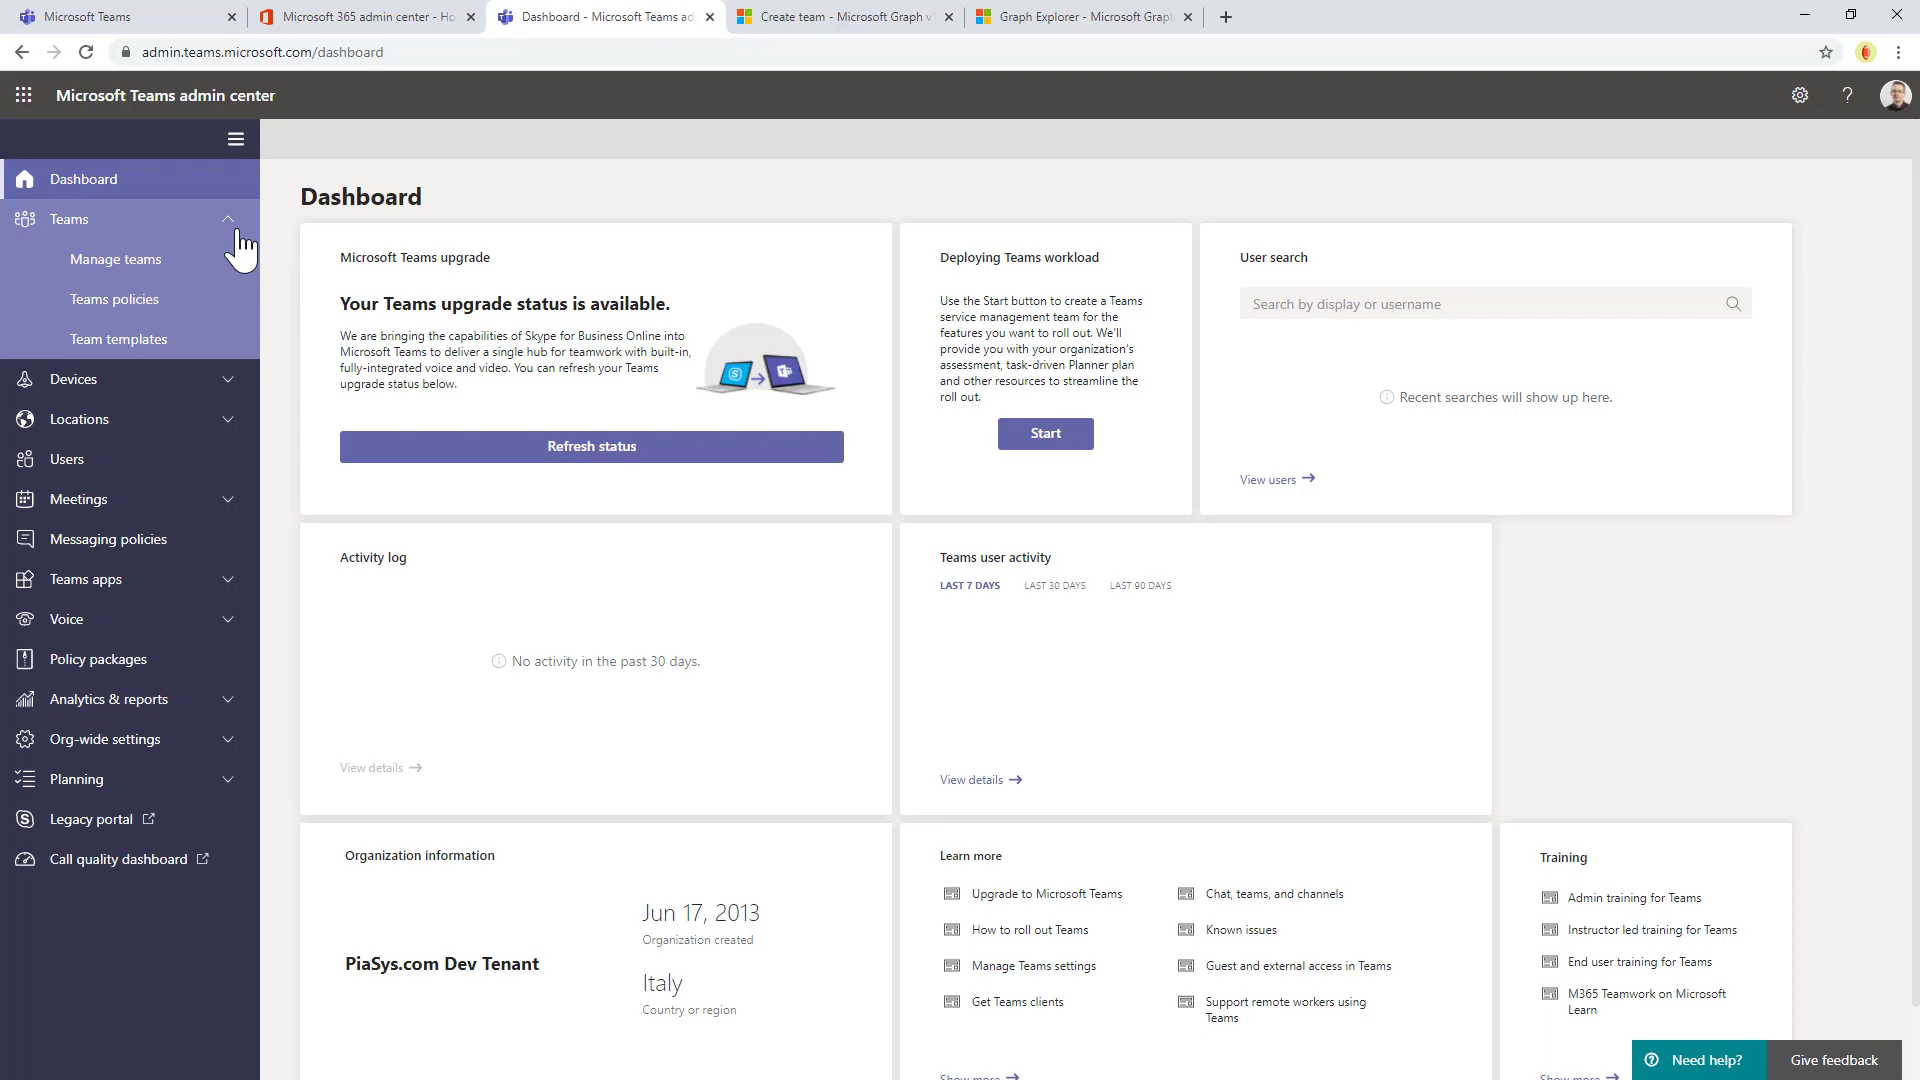 Microsoft Teams
Microsoft 365 admin center - Ho
Dashboard - Microsoft Teams ad
Create team - Microsoft Graph v
Graph Explorer - Microsoft Grap
admin.teams.microsoft.com/dashboard
Microsoft Teams admin center
Dashboard
Teams
Manage teams
Teams policies
Team templates
Devices
Locations
Users
Meetings
Messaging policies
Teams apps
Voice
Policy packages
Analytics & reports
Org-wide settings
Planning
Legacy portal
Call quality dashboard
Dashboard
Microsoft Teams upgrade
Your Teams upgrade status is available.
We are bringing the capabilities of Skype for Business Online into
Microsoft Teams to deliver a single hub for teamwork with built-in,
fully-integrated voice and video. You can refresh your Teams
upgrade status below.
Refresh status
Deploying Teams workload
Use the Start button to create a Teams
service management team for the
features you want to roll out. We'll
provide you with your organization's
assessment, task-driven Planner plan
and other resources to streamline the
roll out.
Start
User search
Search by display or username
Recent searches will show up here.
View users
Activity log
No activity in the past 30 days.
View details
Teams user activity
LAST 7 DAYS
LAST 30 DAYS
LAST 90 DAYS
View details
Organization information
PiaSys.com Dev Tenant
Jun 17, 2013
Organization created
Italy
Country or region
Learn more
Upgrade to Microsoft Teams
How to roll out Teams
Manage Teams settings
Get Teams clients
Chat, teams, and channels
Known issues
Guest and external access in Teams
Support remote workers using
Teams
Show more
Training
Admin training for Teams
Instructor led training for Teams
End user training for Teams
M365 Teamwork on Microsoft
Learn
Show more
Need help?
Give feedback